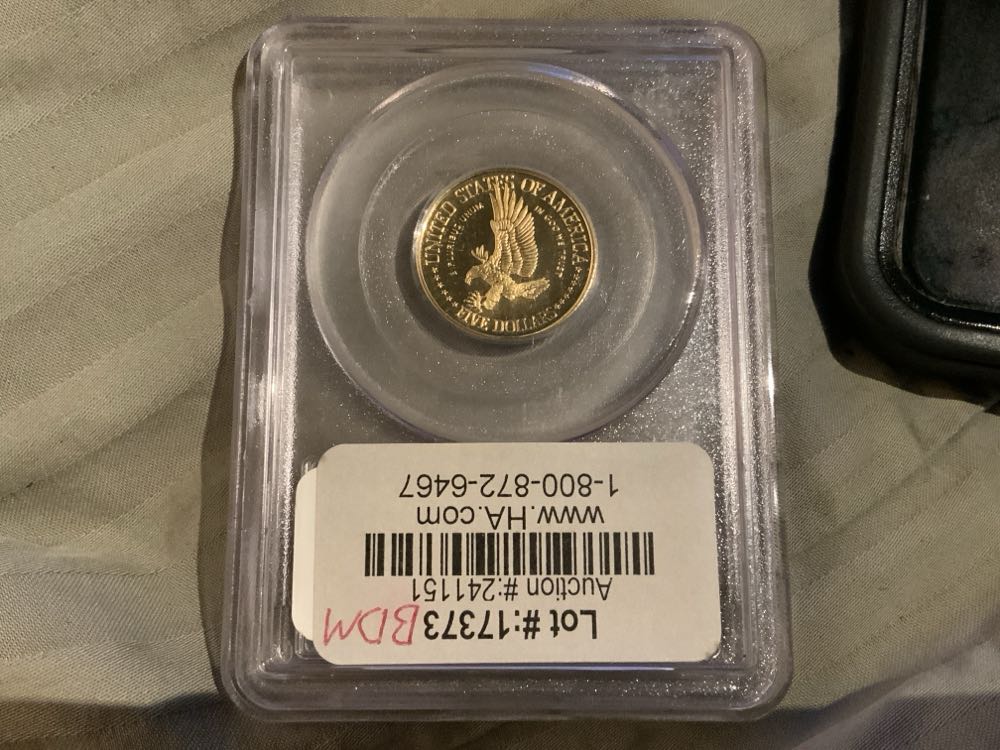 UNITED STATES OF AMERICA
E PLURIBUS UNUM
IN GOD WE TRUST
FIVE DOLLARS
Lot #:17373 BDM
Auction #:241151
www.HA.com
1-800-872-6467